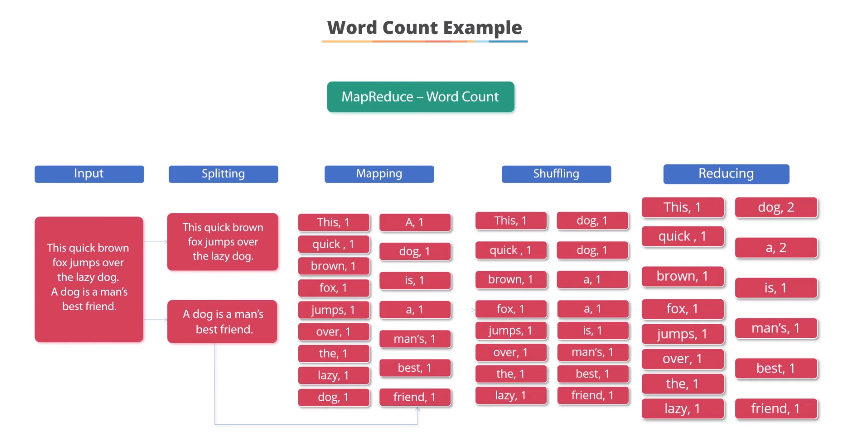 Word Count Example
MapReduce – Word Count
Input
Splitting
Mapping
Shuffling
Reducing
This quick brown
fox jumps over
the lazy dog.
A dog is a man's
best friend.
This quick brown
fox jumps over
the lazy dog.
A dog is a man's
best friend.
This, 1
quick , 1
brown, 1
fox, 1
jumps, 1
over, 1
the, 1
lazy, 1
dog, 1
A, 1
dog, 1
is, 1
a, 1
man's, 1
best, 1
friend, 1
This, 1
quick , 1
brown, 1
fox, 1
jumps, 1
over, 1
the, 1
lazy, 1
dog, 1
dog, 1
a, 1
a, 1
is, 1
man's, 1
best, 1
friend, 1
This, 1
quick , 1
brown, 1
fox, 1
jumps, 1
over, 1
the, 1
lazy, 1
dog, 2
a, 2
is, 1
man's, 1
best, 1
friend, 1